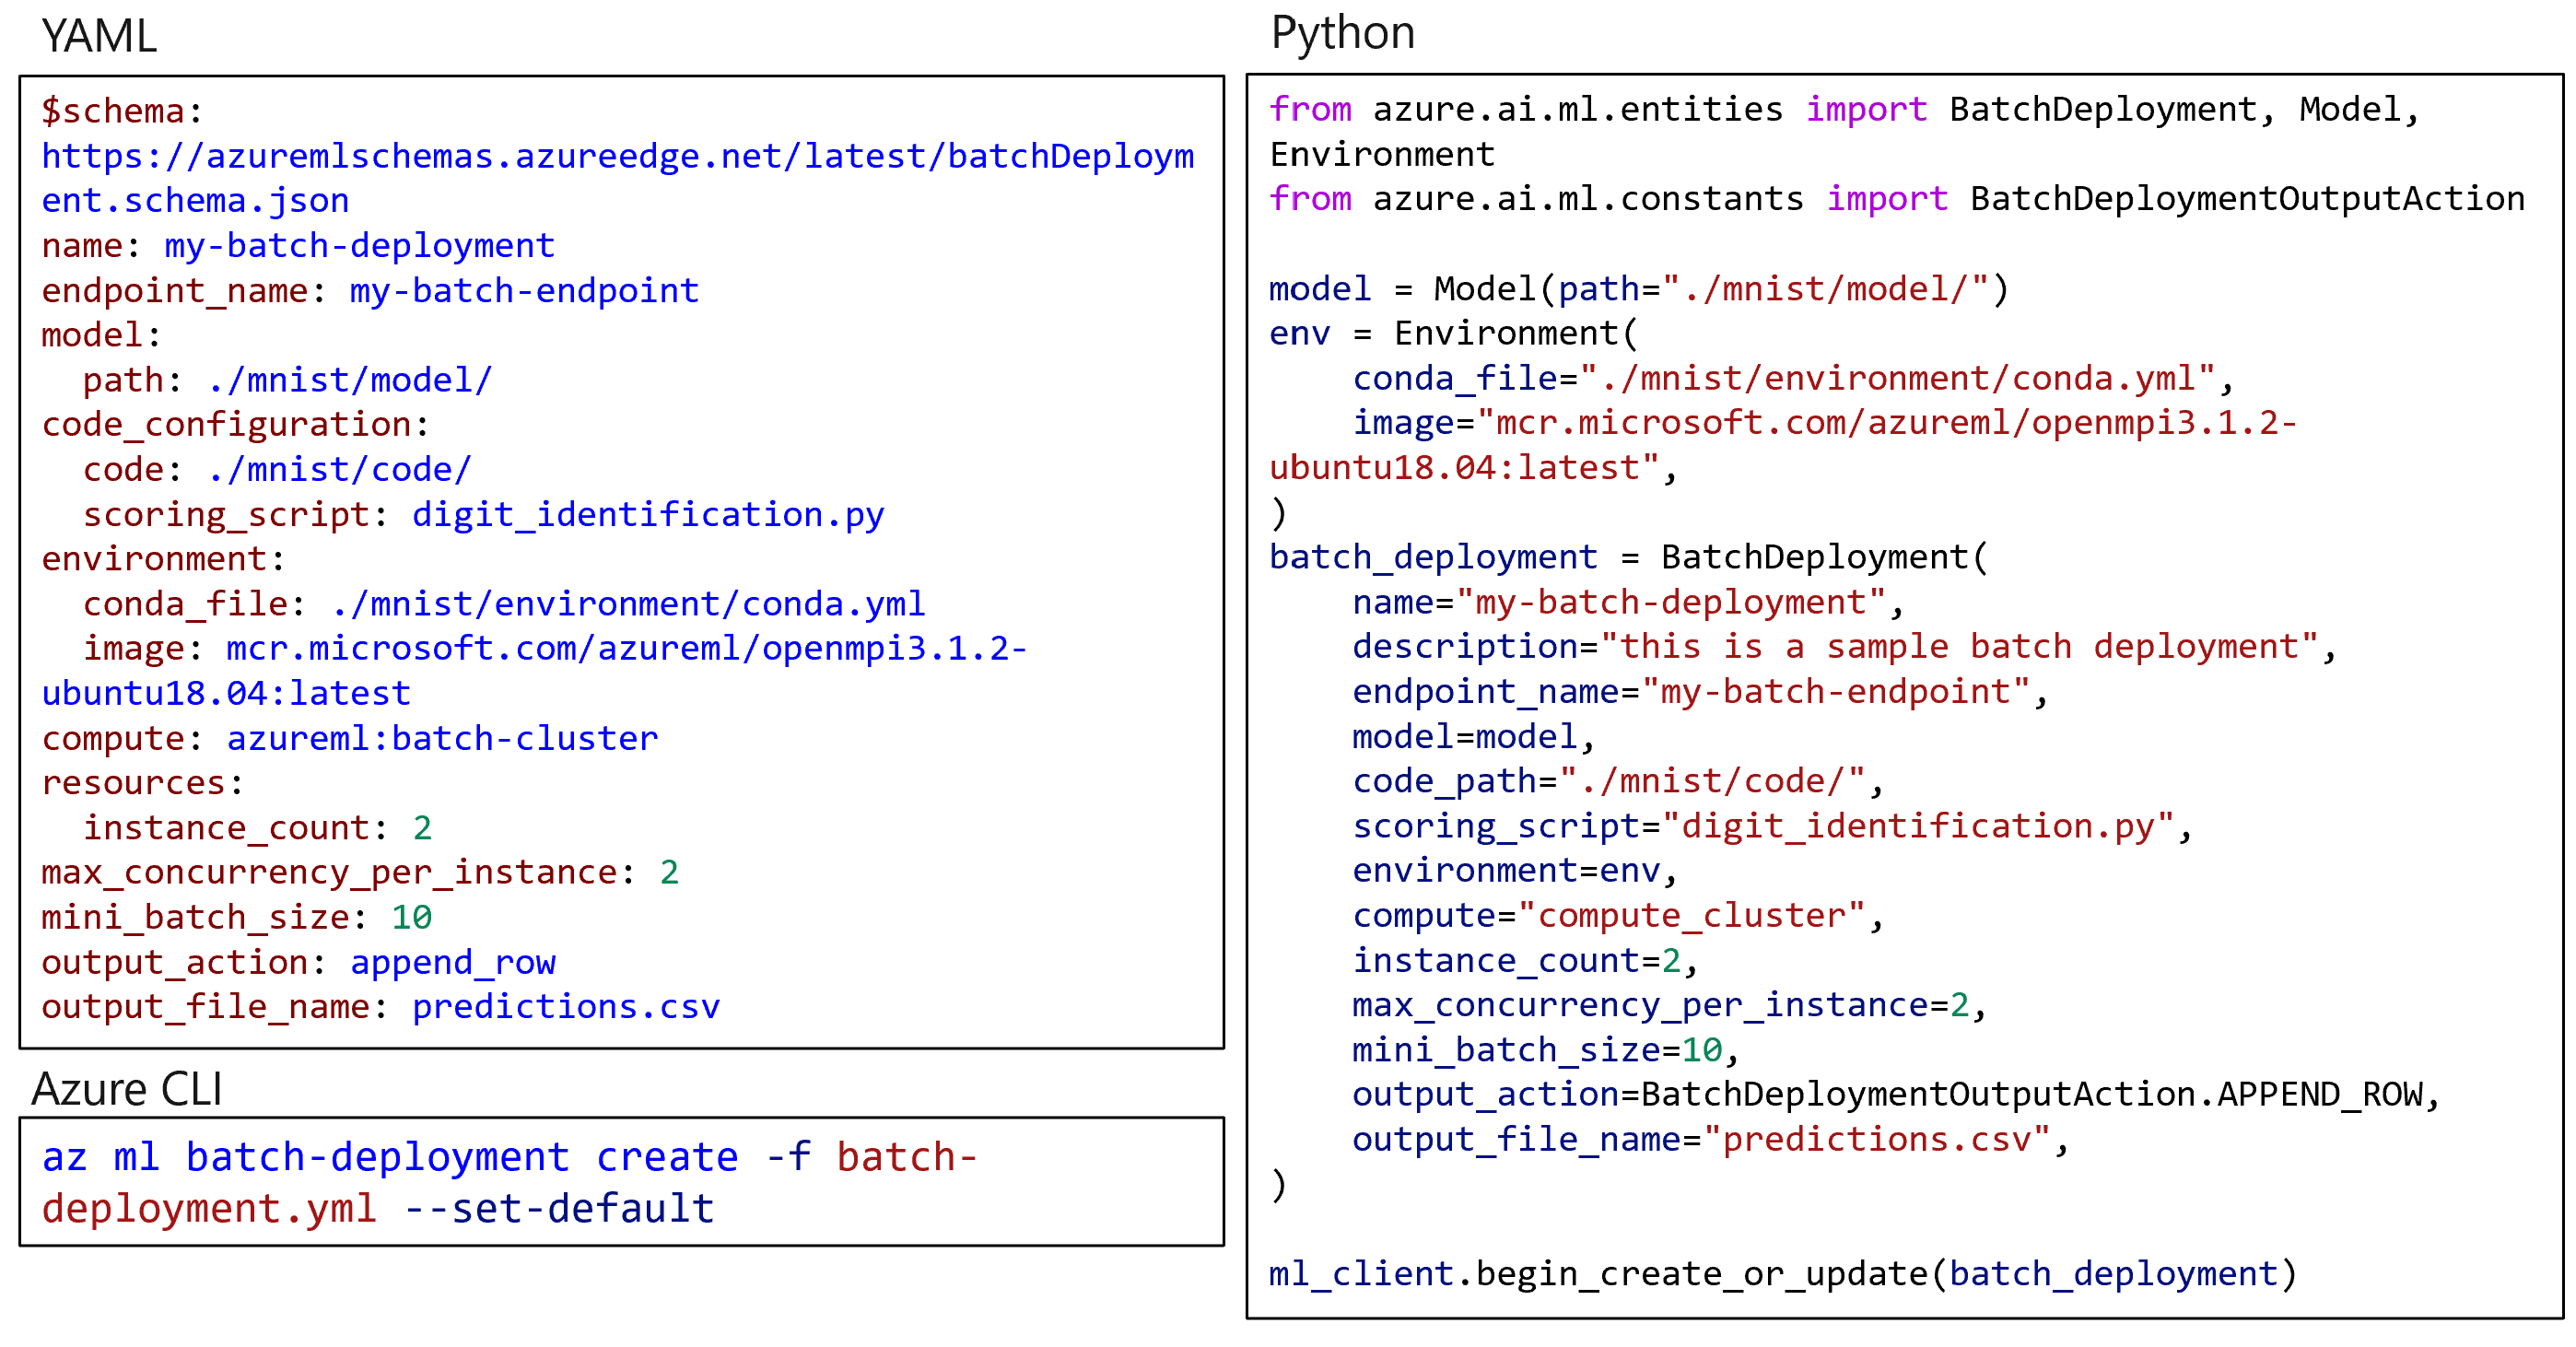 YAML
$schema:
https://azuremlschemas.azureedge.net/latest/batchDeploym
ent.schema.json
name: my-batch-deployment
endpoint_name: my-batch-endpoint
model:
  path: ./mnist/model/
code_configuration:
  code: ./mnist/code/
  scoring_script: digit_identification.py
environment:
  conda_file: ./mnist/environment/conda.yml
  image: mcr.microsoft.com/azureml/openmpi3.1.2-
ubuntu18.04:latest
compute: azureml:batch-cluster
resources:
  instance_count: 2
max_concurrency_per_instance: 2
mini_batch_size: 10
output_action: append_row
output_file_name: predictions.csv
Azure CLI
az ml batch-deployment create -f batch-
deployment.yml --set-default
Python
from azure.ai.ml.entities import BatchDeployment, Model,
Environment
from azure.ai.ml.constants import BatchDeploymentOutputAction

model = Model(path="./mnist/model/")
env = Environment(
    conda_file="./mnist/environment/conda.yml",
    image="mcr.microsoft.com/azureml/openmpi3.1.2-
ubuntu18.04:latest",
)
batch_deployment = BatchDeployment(
    name="my-batch-deployment",
    description="this is a sample batch deployment",
    endpoint_name="my-batch-endpoint",
    model=model,
    code_path="./mnist/code/",
    scoring_script="digit_identification.py",
    environment=env,
    compute="compute_cluster",
    instance_count=2,
    max_concurrency_per_instance=2,
    mini_batch_size=10,
    output_action=BatchDeploymentOutputAction.APPEND_ROW,
    output_file_name="predictions.csv",
)

ml_client.begin_create_or_update(batch_deployment)